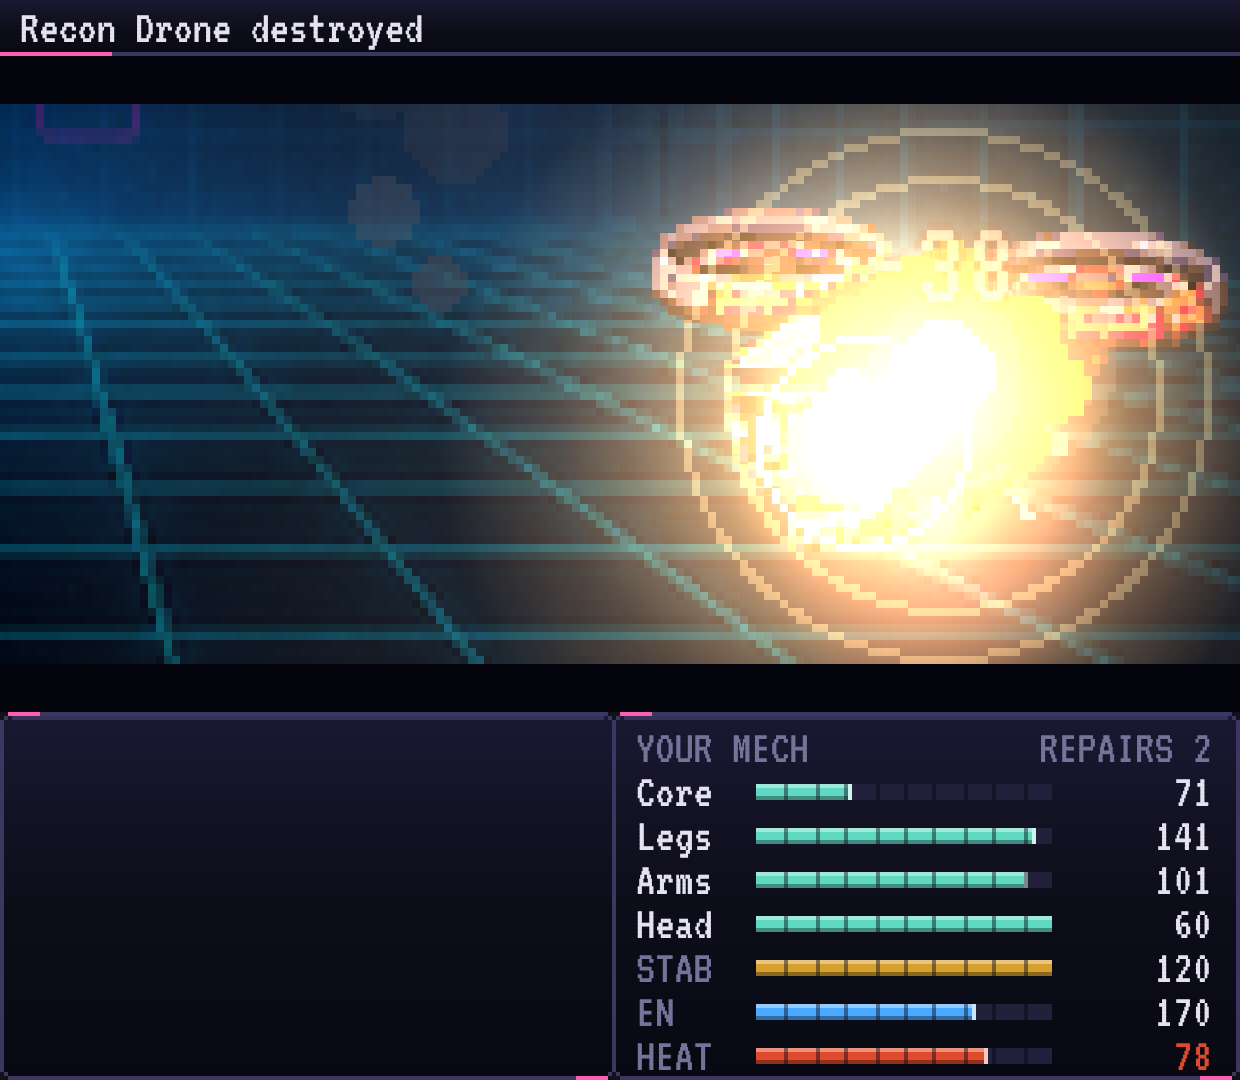 Recon Drone destroyed
-38
YOUR MECH REPAIRS 2
Core 71
Legs 141
Arms 101
Head 60
STAB 120
EN 170
HEAT 78